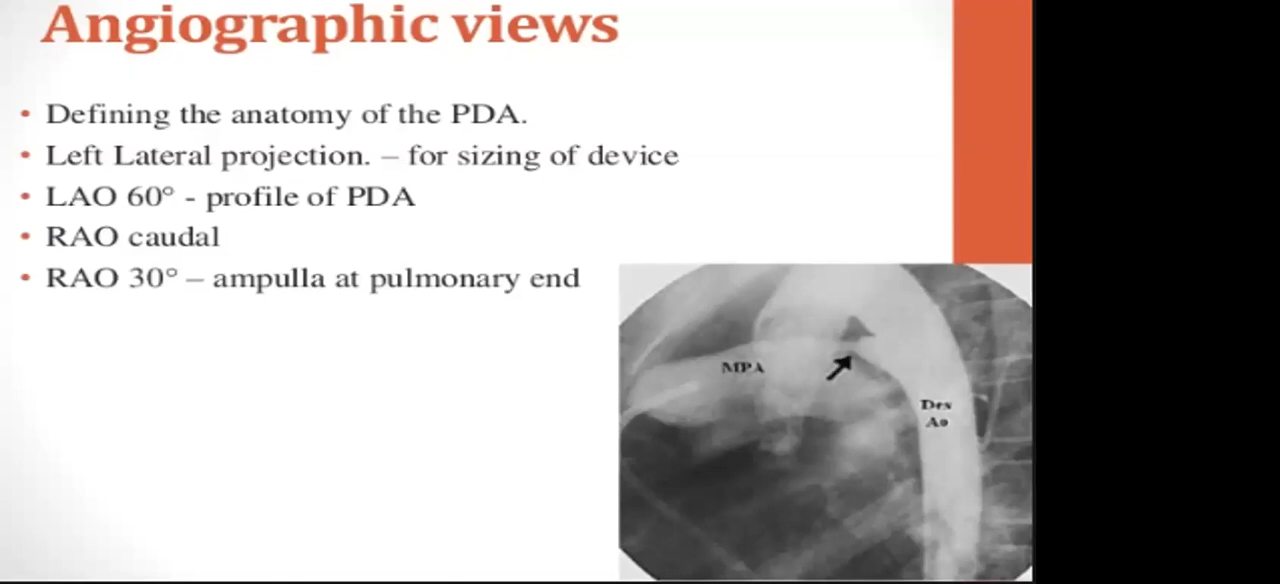 Angiographic views
• Defining the anatomy of the PDA.
• Left Lateral projection. – for sizing of device
• LAO 60° - profile of PDA
• RAO caudal
• RAO 30° – ampulla at pulmonary end
MPA
Des
Ao